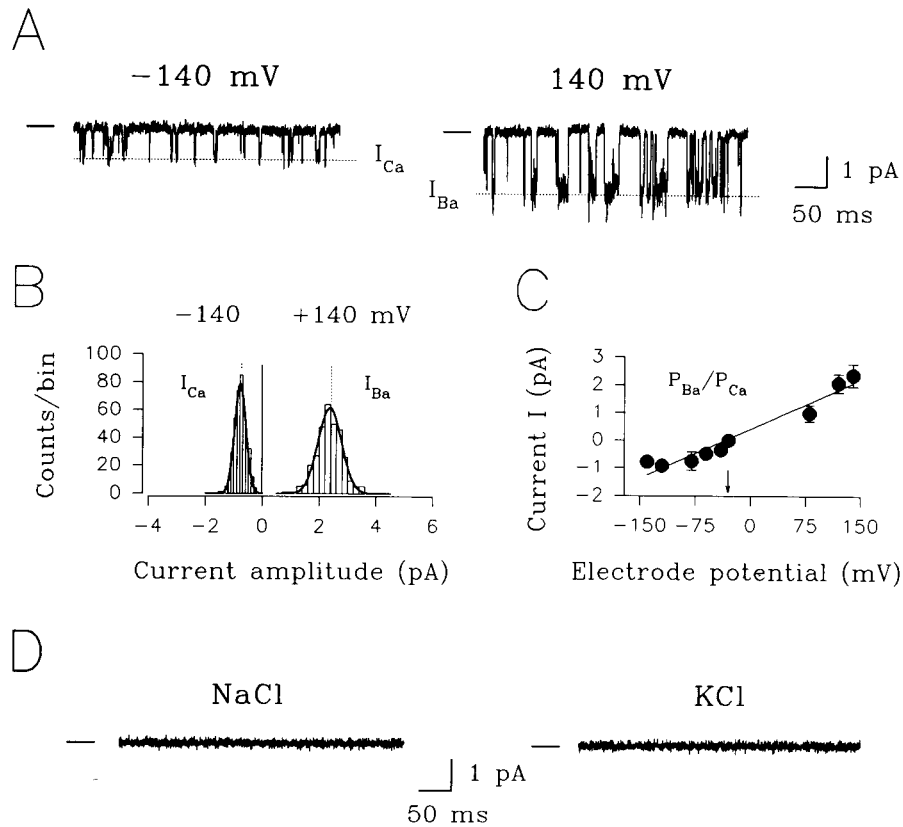 A
−140 mV
140 mV
I_Ca
I_Ba
1 pA
50 ms
B
−140 +140 mV
Counts/bin
100
80
60
40
20
0
I_Ca
I_Ba
−4 −2 0 2 4 6
Current amplitude (pA)
C
Current I (pA)
3
2
1
0
−1
−2
P_Ba/P_Ca
−150 −75 0 75 150
Electrode potential (mV)
D
NaCl
KCl
1 pA
50 ms